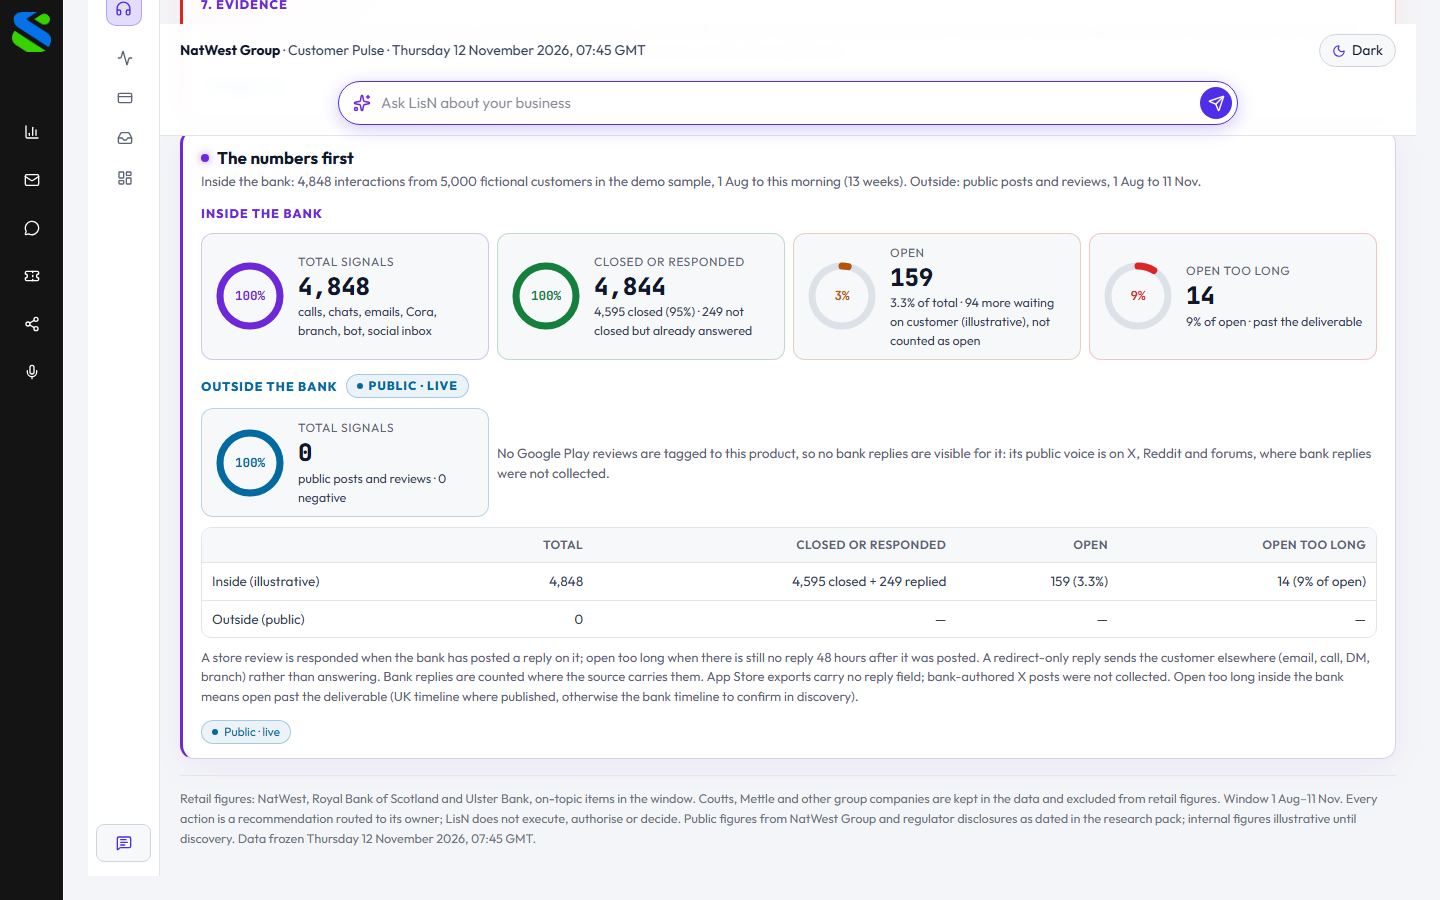 7. EVIDENCE
NatWest Group · Customer Pulse · Thursday 12 November 2026, 07:45 GMT
Dark
Ask LisN about your business
The numbers first
Inside the bank: 4,848 interactions from 5,000 fictional customers in the demo sample, 1 Aug to this morning (13 weeks). Outside: public posts and reviews, 1 Aug to 11 Nov.
INSIDE THE BANK
100%
TOTAL SIGNALS
4,848
calls, chats, emails, Cora,
branch, bot, social inbox
100%
CLOSED OR RESPONDED
4,844
4,595 closed (95%) · 249 not
closed but already answered
3%
OPEN
159
3.3% of total · 94 more waiting
on customer (illustrative), not
counted as open
9%
OPEN TOO LONG
14
9% of open · past the deliverable
OUTSIDE THE BANK
PUBLIC · LIVE
100%
TOTAL SIGNALS
0
public posts and reviews · 0
negative
No Google Play reviews are tagged to this product, so no bank replies are visible for it: its public voice is on X, Reddit and forums, where bank replies
were not collected.
TOTAL CLOSED OR RESPONDED OPEN OPEN TOO LONG
Inside (illustrative) 4,848 4,595 closed + 249 replied 159 (3.3%) 14 (9% of open)
Outside (public) 0 — — —
A store review is responded when the bank has posted a reply on it; open too long when there is still no reply 48 hours after it was posted. A redirect-only reply sends the customer elsewhere (email, call, DM,
branch) rather than answering. Bank replies are counted where the source carries them. App Store exports carry no reply field; bank-authored X posts were not collected. Open too long inside the bank
means open past the deliverable (UK timeline where published, otherwise the bank timeline to confirm in discovery).
Public · live
Retail figures: NatWest, Royal Bank of Scotland and Ulster Bank, on-topic items in the window. Coutts, Mettle and other group companies are kept in the data and excluded from retail figures. Window 1 Aug–11 Nov. Every
action is a recommendation routed to its owner; LisN does not execute, authorise or decide. Public figures from NatWest Group and regulator disclosures as dated in the research pack; internal figures illustrative until
discovery. Data frozen Thursday 12 November 2026, 07:45 GMT.